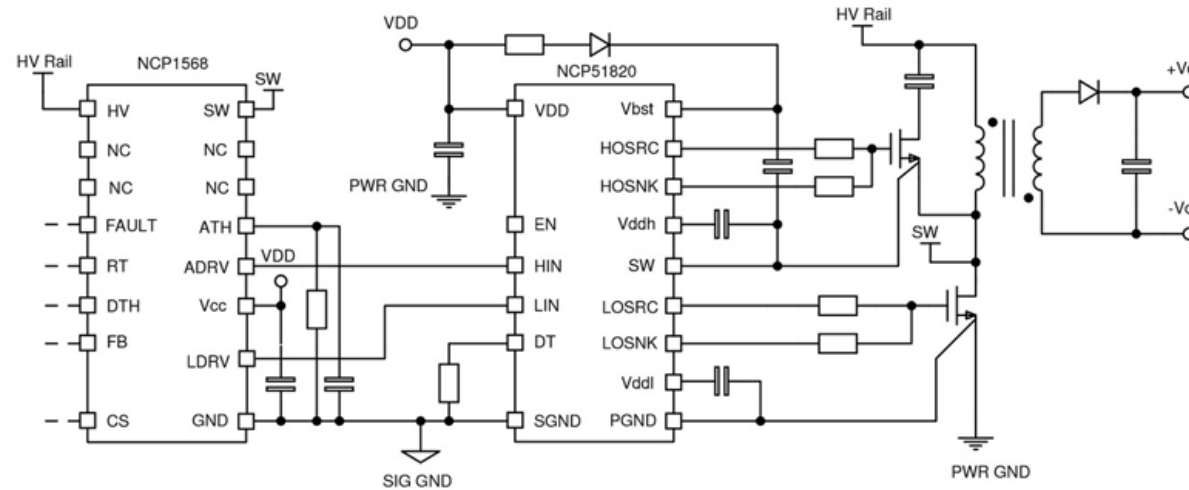 VDD
HV Rail
HV Rail
NCP1568
SW
NCP51820
HV
SW
VDD
Vbst
NC
NC
HOSRC
NC
NC
HOSNK
PWR GND
FAULT
ATH
EN
Vddh
SW
RT
ADRV
VDD
HIN
SW
DTH
Vcc
LIN
LOSRC
FB
LDRV
DT
LOSNK
Vddl
CS
GND
SGND
PGND
SIG GND
PWR GND